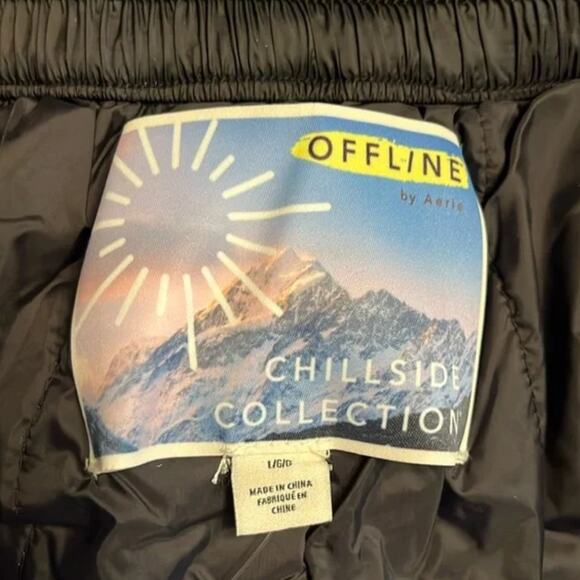 OFFLINE
by Aerie
CHILLSIDE
COLLECTION
L/G/G
MADE IN CHINA
FABRIQUÉ EN
CHINE